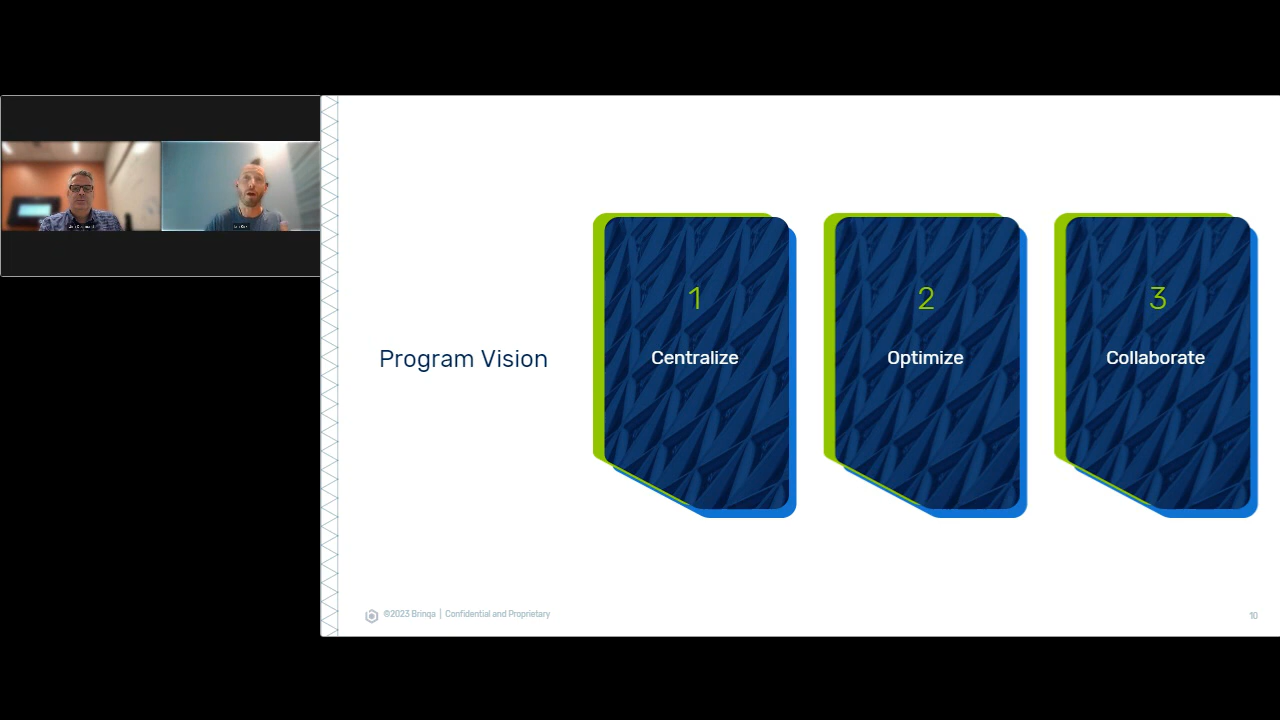 Program Vision
1
Centralize
2
Optimize
3
Collaborate
©2023 Brinqa | Confidential and Proprietary
10